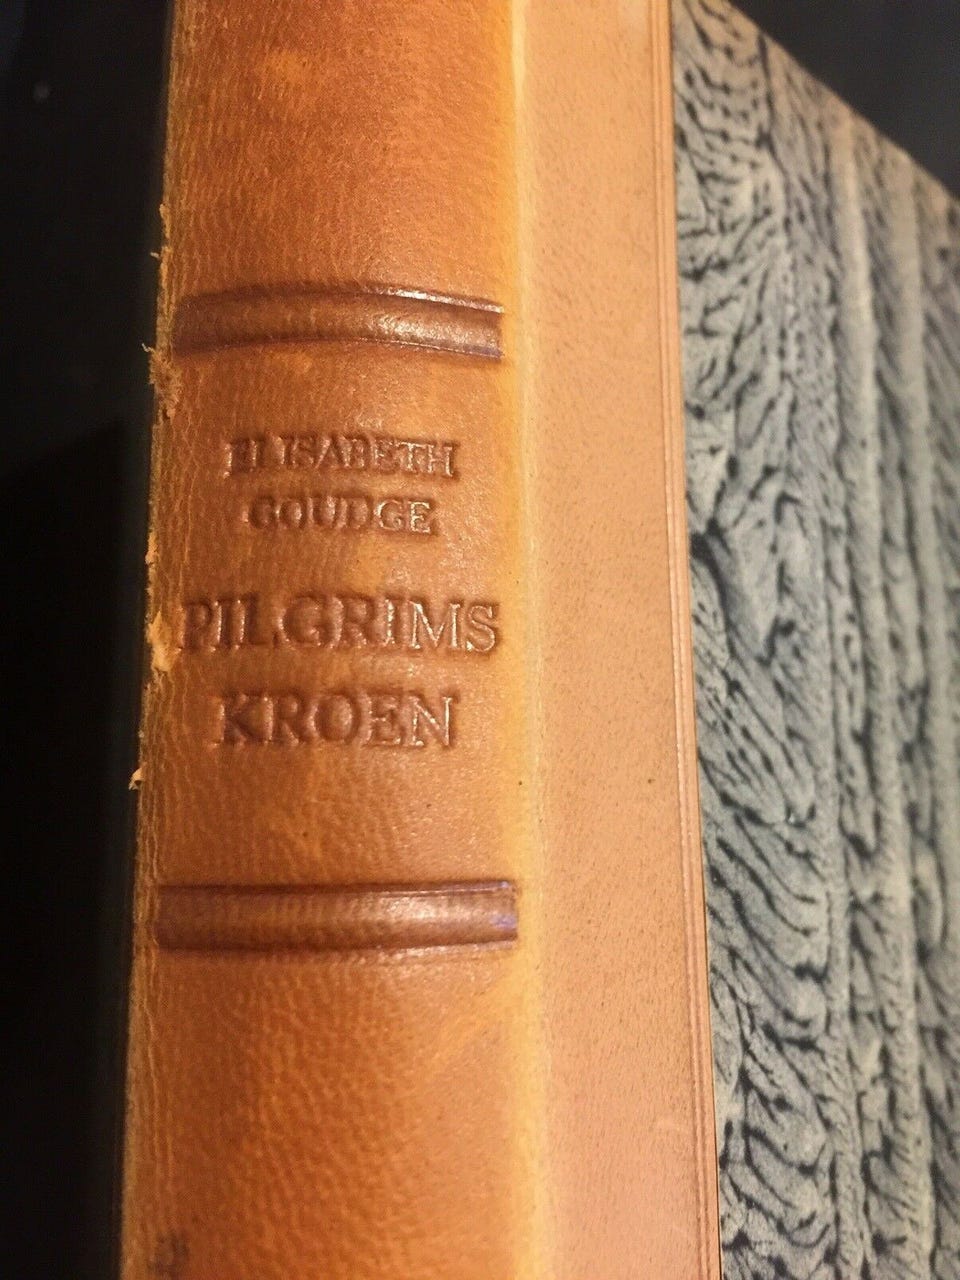 ELISABETH
GOUDGE
PILGRIMS
KROEN